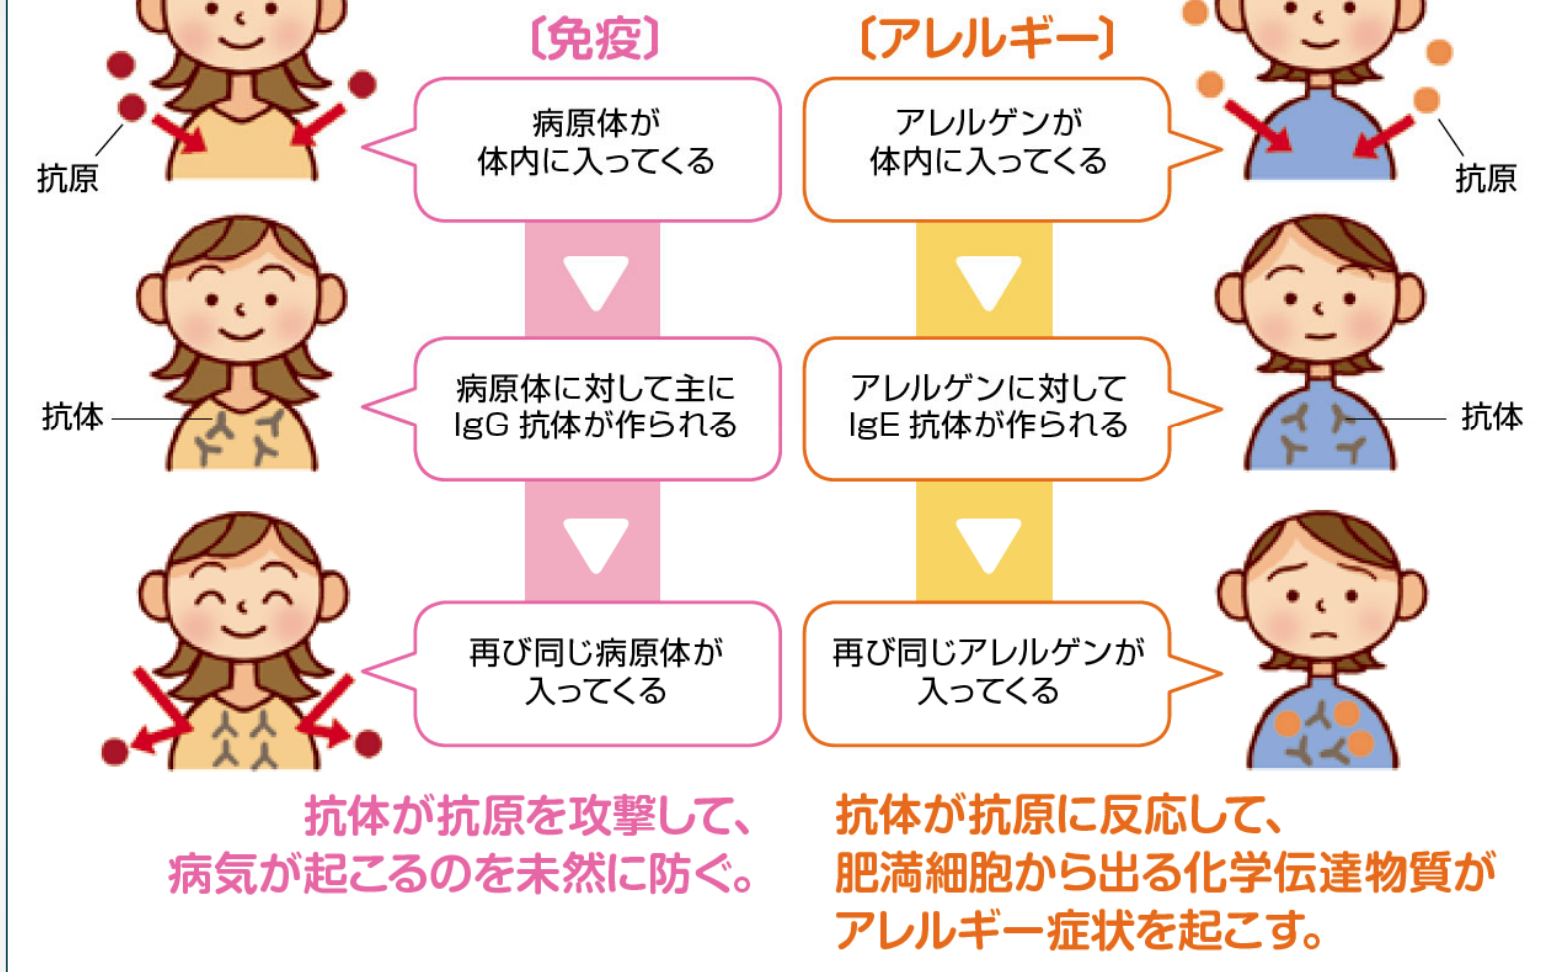 〔免疫〕
病原体が
体内に入ってくる
抗原
病原体に対して主に
IgG 抗体が作られる
抗体
再び同じ病原体が
入ってくる
抗体が抗原を攻撃して、
病気が起こるのを未然に防ぐ。
〔アレルギー〕
アレルゲンが
体内に入ってくる
抗原
アレルゲンに対して
IgE 抗体が作られる
抗体
再び同じアレルゲンが
入ってくる
抗体が抗原に反応して、
肥満細胞から出る化学伝達物質が
アレルギー症状を起こす。